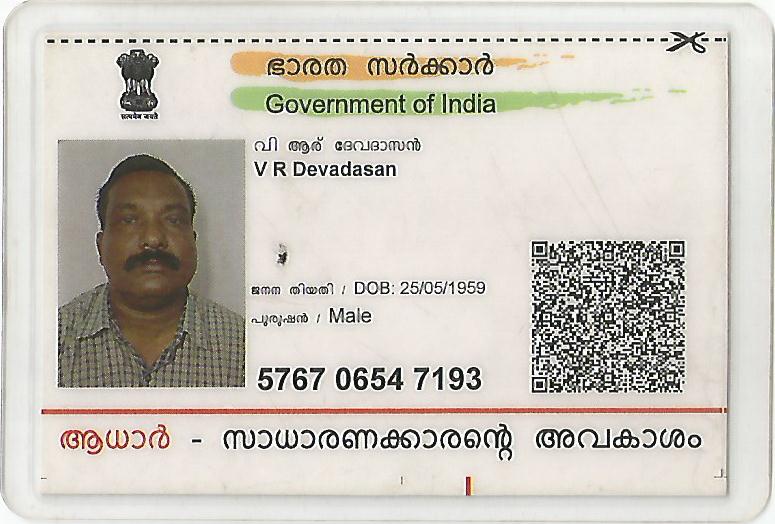 ഭാരത സർക്കാർ
Government of India
सत्यमेव जयते
വി ആര് ദേവദാസൻ
V R Devadasan
ജനന തിയതി / DOB: 25/05/1959
പുരുഷൻ / Male
5767 0654 7193
ആധാർ - സാധാരണക്കാരന്റെ അവകാശം